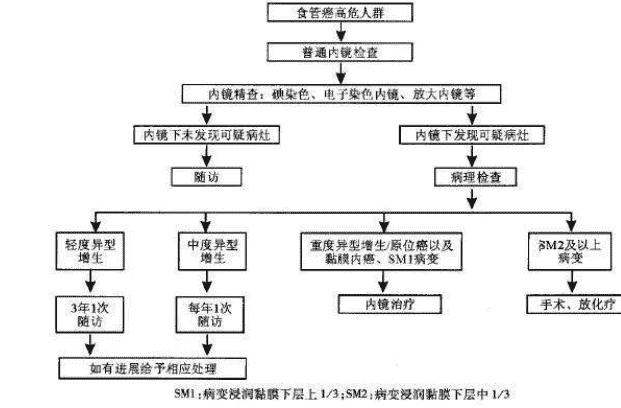 食管癌高危人群
普通内镜检查
内镜精查：碘染色、电子染色内镜、放大内镜等
内镜下未发现可疑病灶
内镜下发现可疑病灶
随访
病理检查
轻度异型
增生
中度异型
增生
重度异型增生/原位癌以及
黏膜内癌、SM1病变
SM2及以上
病变
3年1次
随访
每年1次
随访
内镜治疗
手术、放化疗
如有进展给予相应处理
SM1：病变浸润黏膜下层上1/3；SM2：病变浸润黏膜下层中1/3